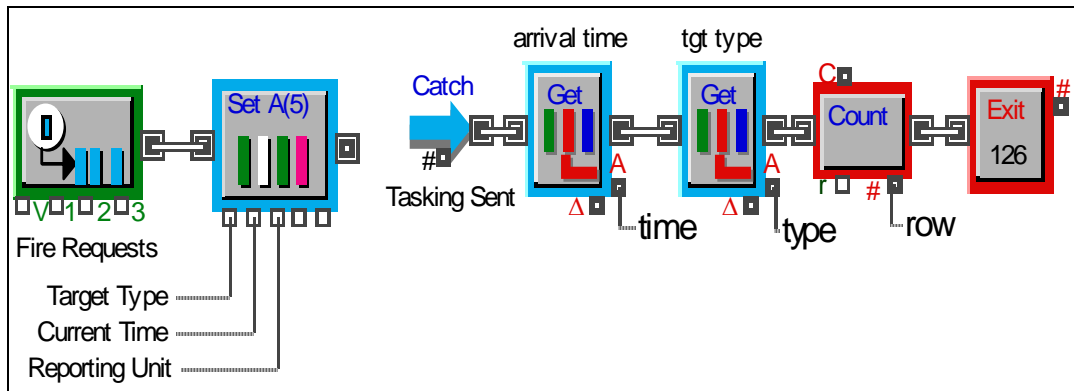 arrival time
tgt type
Set A(5)
Catch
Get
Get
C
Count
#
Exit
126
#
V 1 2 3
Tasking Sent
A
A
r
#
Δ
Δ
time
type
row
Fire Requests
Target Type
Current Time
Reporting Unit